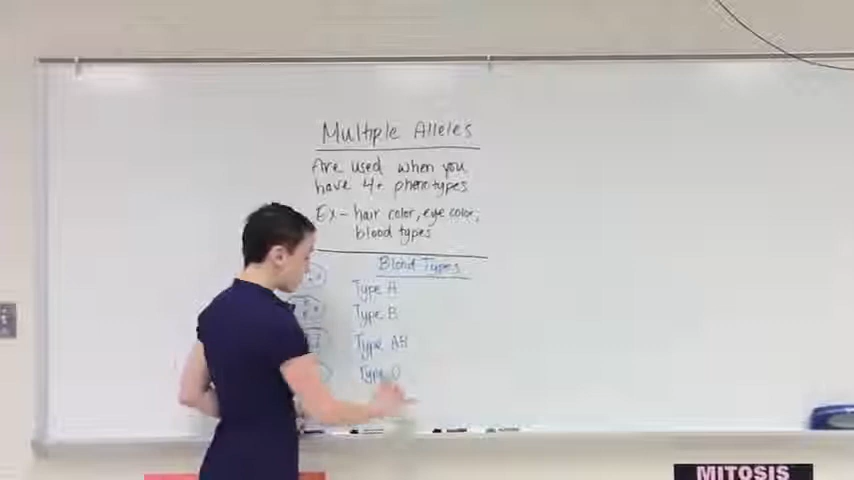 Multiple Alleles
Are used when you
have 4+ phenotypes
Ex- hair color, eye color,
blood types
Blood Types
Type A
Type B
Type AB
Type O
MITOSIS